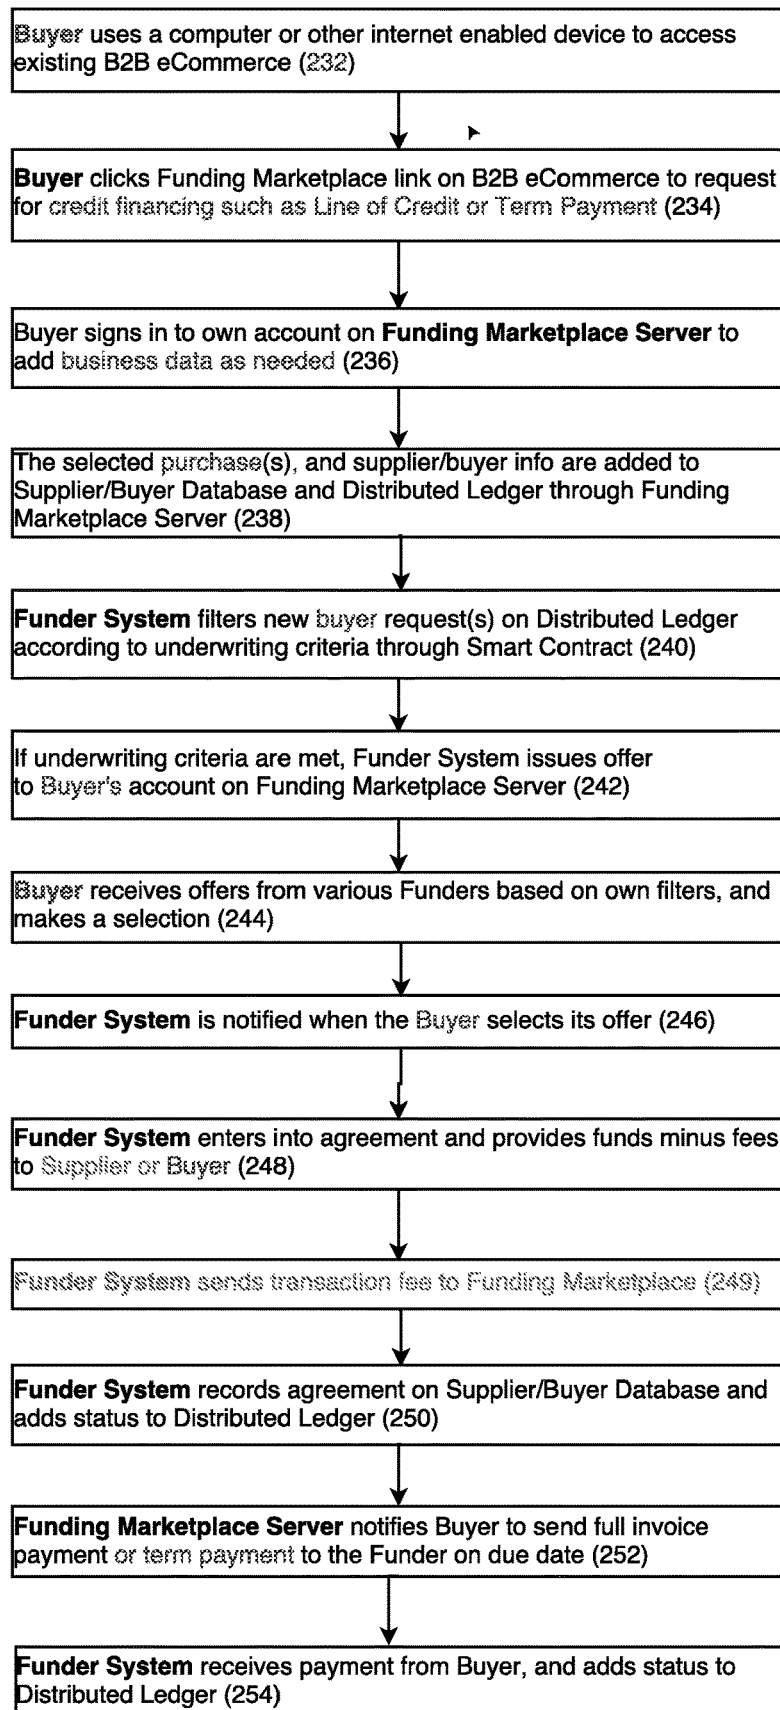 Buyer uses a computer or other internet enabled device to access
existing B2B eCommerce (232)
Buyer clicks Funding Marketplace link on B2B eCommerce to request
for credit financing such as Line of Credit or Term Payment (234)
Buyer signs in to own account on Funding Marketplace Server to
add business data as needed (236)
The selected purchase(s), and supplier/buyer info are added to
Supplier/Buyer Database and Distributed Ledger through Funding
Marketplace Server (238)
Funder System filters new buyer request(s) on Distributed Ledger
according to underwriting criteria through Smart Contract (240)
If underwriting criteria are met, Funder System issues offer
to Buyer's account on Funding Marketplace Server (242)
Buyer receives offers from various Funders based on own filters, and
makes a selection (244)
Funder System is notified when the Buyer selects its offer (246)
Funder System enters into agreement and provides funds minus fees
to Supplier or Buyer (248)
Funder System sends transaction fee to Funding Marketplace (249)
Funder System records agreement on Supplier/Buyer Database and
adds status to Distributed Ledger (250)
Funding Marketplace Server notifies Buyer to send full invoice
payment or term payment to the Funder on due date (252)
Funder System receives payment from Buyer, and adds status to
Distributed Ledger (254)